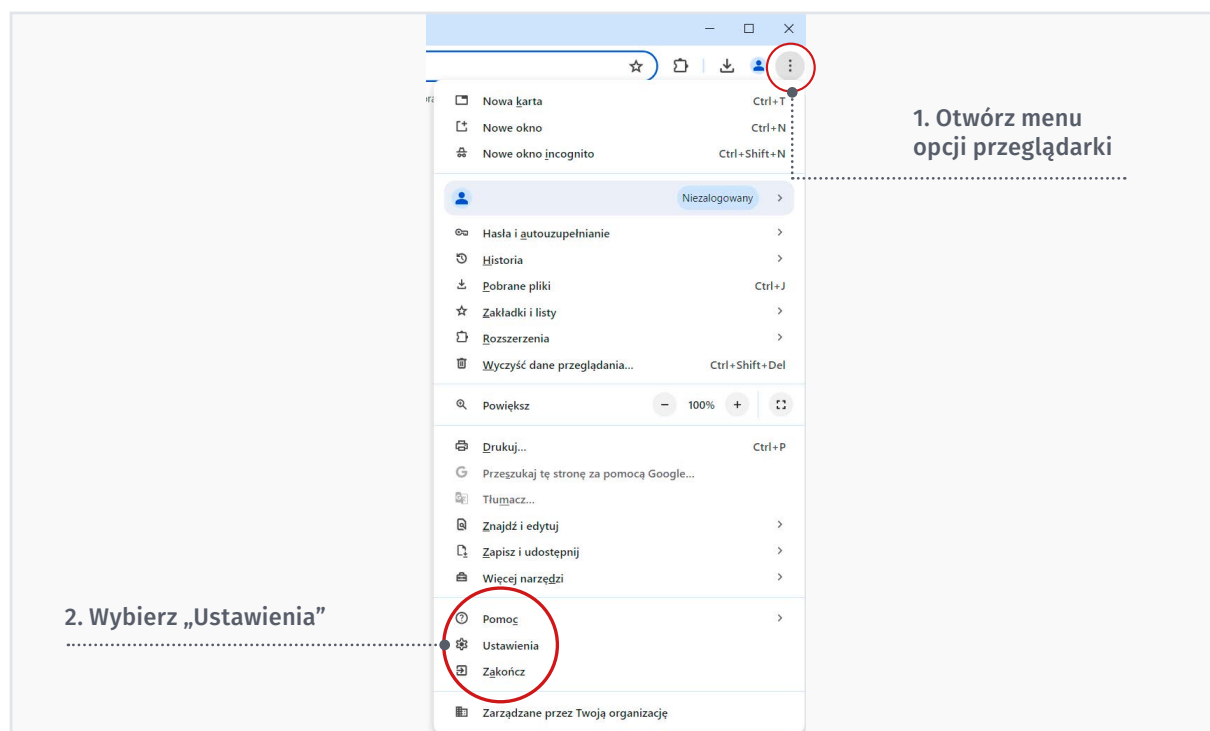 Nowa karta Ctrl+T
Nowe okno Ctrl+N
Nowe okno incognito Ctrl+Shift+N
1. Otwórz menu
opcji przeglądarki
Niezalogowany
Hasła i autouzupełnianie
Historia
Pobrane pliki Ctrl+J
Zakładki i listy
Rozszerzenia
Wyczyść dane przeglądania... Ctrl+Shift+Del
Powiększ − 100% +
Drukuj... Ctrl+P
G Przeszukaj tę stronę za pomocą Google...
Tłumacz...
Znajdź i edytuj
Zapisz i udostępnij
Więcej narzędzi
2. Wybierz „Ustawienia”
Pomoc
Ustawienia
Zakończ
Zarządzane przez Twoją organizację